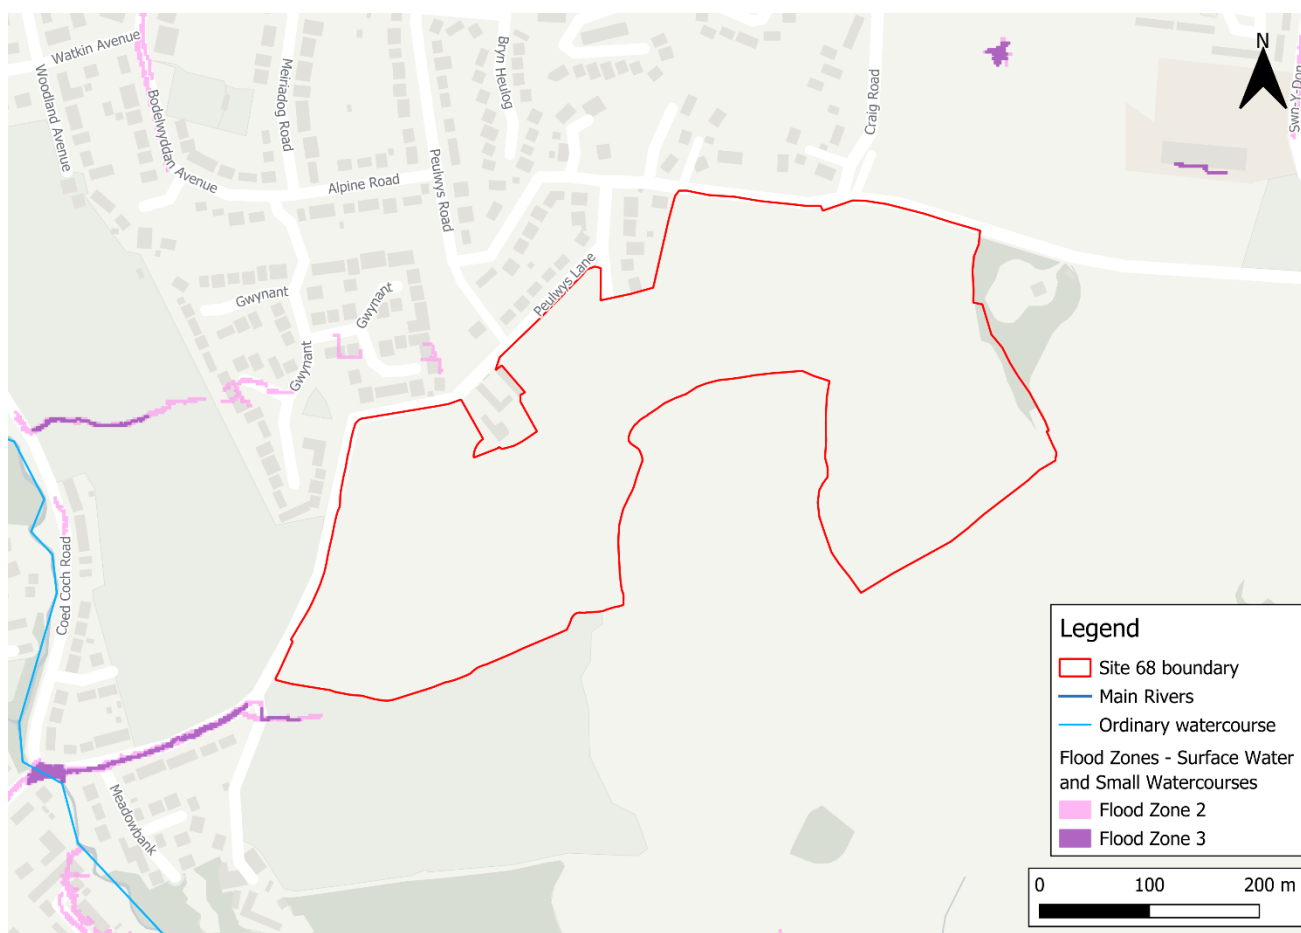 Watkin Avenue
Woodland Avenue
Bodelwyddan Avenue
Meiriadog Road
Alpine Road
Peulwys Road
Bryn Heulog
Craig Road
N
Swn-Y-Don
Peulwys Lane
Gwynant
Gwynant
Gwynant
Coed Coch Road
Meadowbank
Legend
Site 68 boundary
Main Rivers
Ordinary watercourse
Flood Zones - Surface Water
and Small Watercourses
Flood Zone 2
Flood Zone 3
0 100 200 m